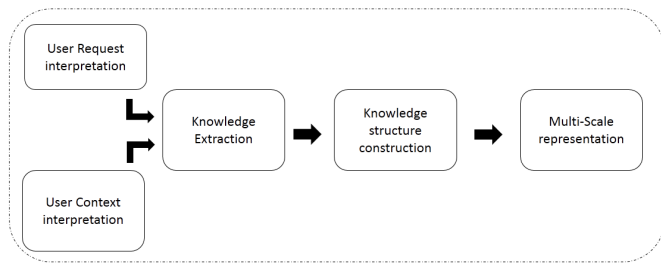 User Request
interpretation
User Context
interpretation
Knowledge
Extraction
Knowledge
structure
construction
Multi-Scale
representation